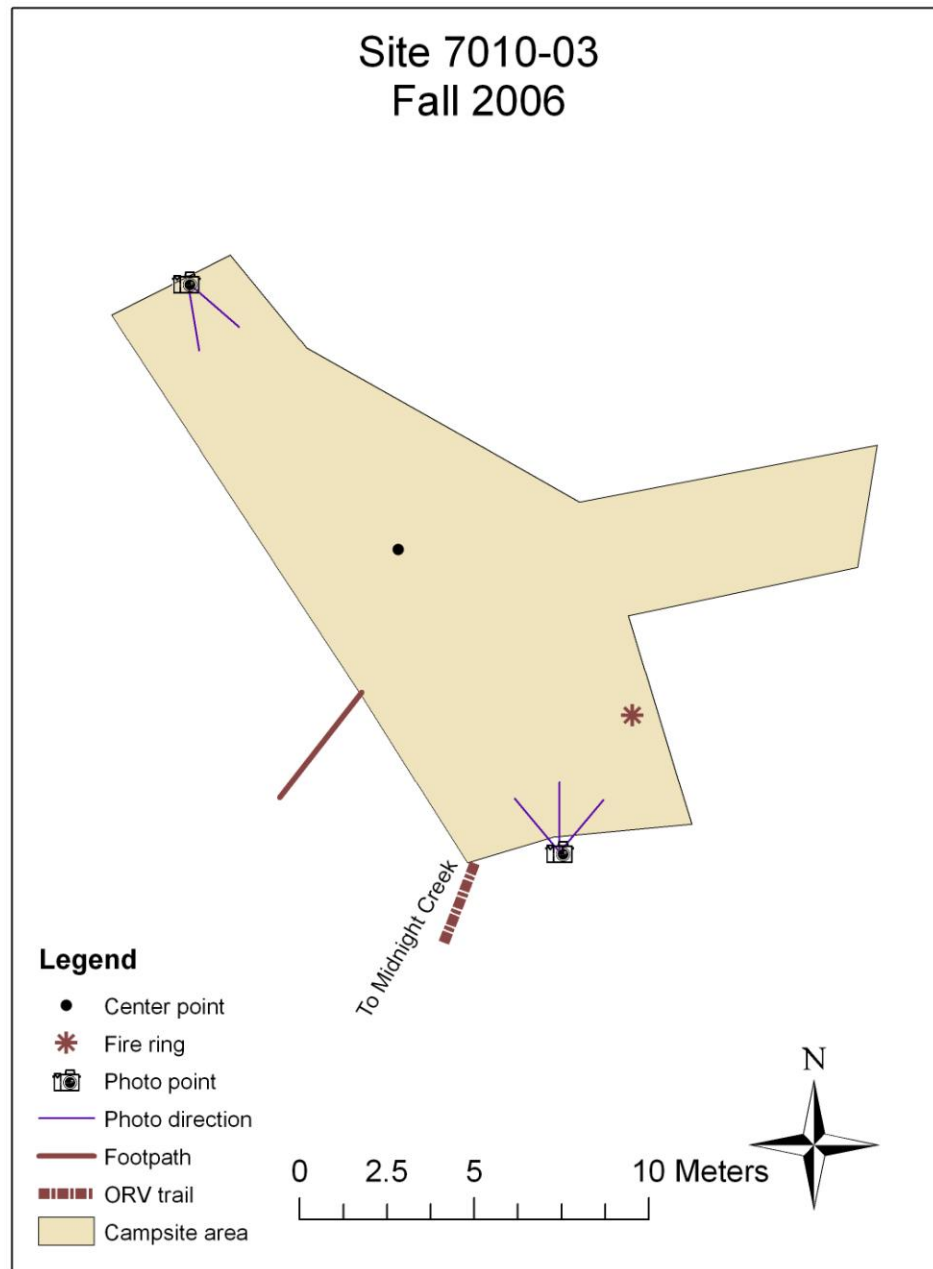 Site 7010-03
Fall 2006
To Midnight Creek
Legend
Center point
Fire ring
Photo point
Photo direction
Footpath
ORV trail
Campsite area
0 2.5 5 10 Meters
N